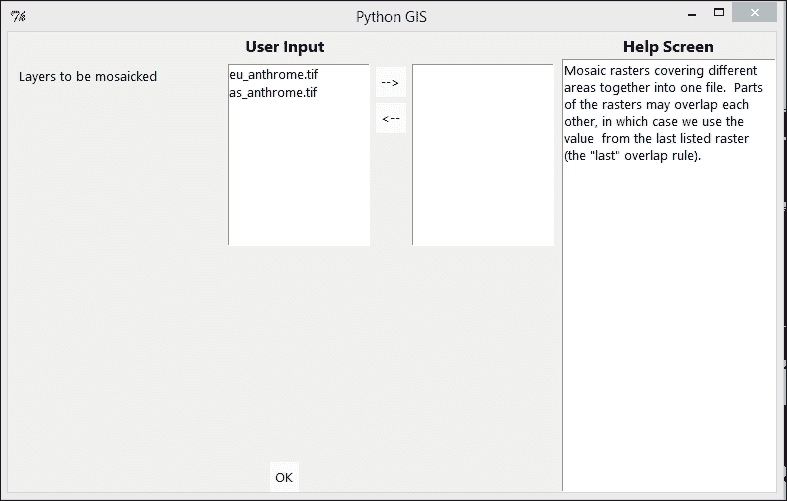 Python GIS
User Input
Help Screen
Layers to be mosaicked
eu_anthrome.tif
as_anthrome.tif
-->
<--
Mosaic rasters covering different
areas together into one file.  Parts
of the rasters may overlap each
other, in which case we use the
value  from the last listed raster
(the "last" overlap rule).
OK